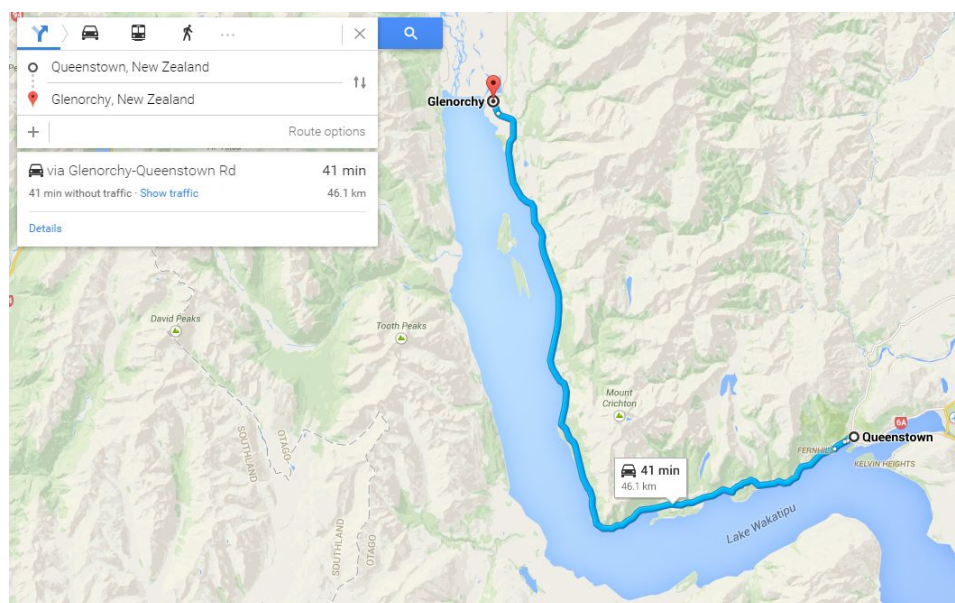 Queenstown, New Zealand
Glenorchy, New Zealand
Route options
via Glenorchy-Queenstown Rd 41 min
41 min without traffic · Show traffic 46.1 km
Details
Glenorchy
David Peaks
Tooth Peaks
Mount
Crichton
6A
Queenstown
FERNHILL
KELVIN HEIGHTS
41 min
46.1 km
Lake Wakatipu
SOUTHLAND
OTAGO
SOUTHLAND
OTAGO